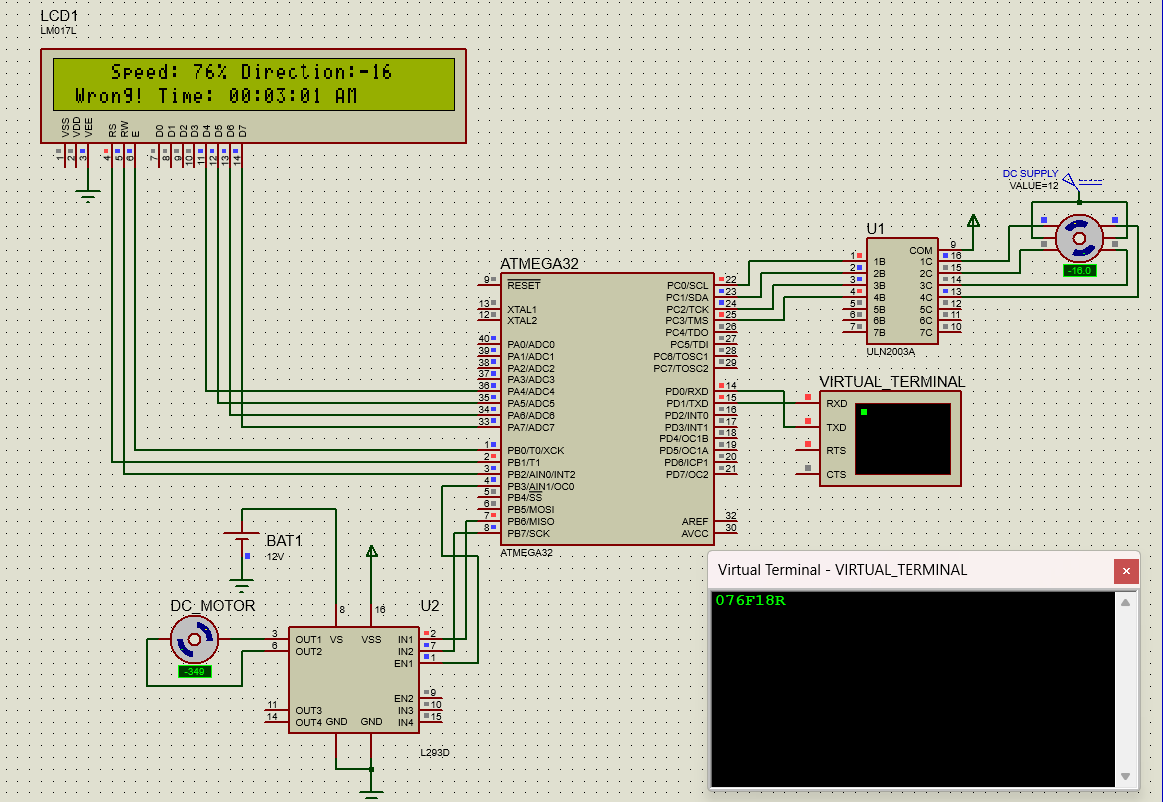 LCD1
LM017L
Speed: 76% Direction:-16
Wrong! Time: 00:03:01 AM
VSS VDD VEE RS RW E D0 D1 D2 D3 D4 D5 D6 D7
1 2 3 4 5 6 7 8 9 10 11 12 13 14
DC SUPPLY
VALUE=12
-16.0
U1
COM 9
1 1B 1C 16
2 2B 2C 15
3 3B 3C 14
4 4B 4C 13
5 5B 5C 12
6 6B 6C 11
7 7B 7C 10
ULN2003A
ATMEGA32
9 RESET PC0/SCL 22
PC1/SDA 23
13 XTAL1 PC2/TCK 24
12 XTAL2 PC3/TMS 25
PC4/TDO 26
40 PA0/ADC0 PC5/TDI 27
39 PA1/ADC1 PC6/TOSC1 28
38 PA2/ADC2 PC7/TOSC2 29
37 PA3/ADC3
36 PA4/ADC4 PD0/RXD 14
35 PA5/ADC5 PD1/TXD 15
34 PA6/ADC6 PD2/INT0 16
33 PA7/ADC7 PD3/INT1 17
PD4/OC1B 18
1 PB0/T0/XCK PD5/OC1A 19
2 PB1/T1 PD6/ICP1 20
3 PB2/AIN0/INT2 PD7/OC2 21
4 PB3/AIN1/OC0
5 PB4/SS
6 PB5/MOSI
7 PB6/MISO AREF 32
8 PB7/SCK AVCC 30
ATMEGA32
VIRTUAL_TERMINAL
RXD
TXD
RTS
CTS
BAT1
12V
DC_MOTOR
-349
U2
8 16
3 OUT1 VS VSS IN1 2
6 OUT2 IN2 7
EN1 1
EN2 9
11 OUT3 IN3 10
14 OUT4 GND GND IN4 15
L293D
Virtual Terminal - VIRTUAL_TERMINAL
076F18R